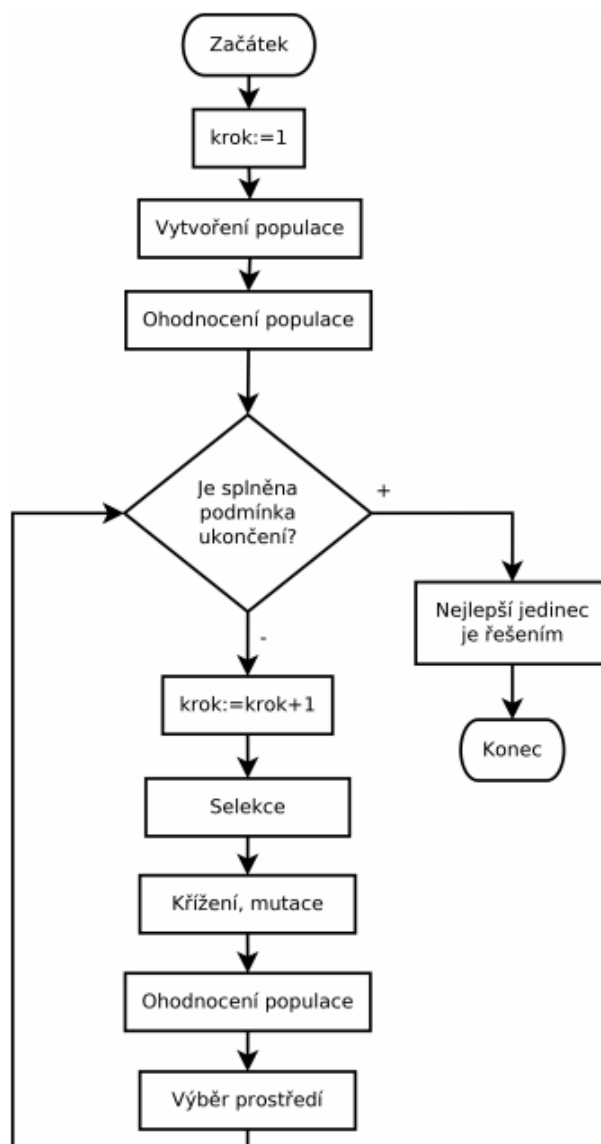 Začátek
krok:=1
Vytvoření populace
Ohodnocení populace
Je splněna
podmínka
ukončení?
+
Nejlepší jedinec
je řešením
Konec
-
krok:=krok+1
Selekce
Křížení, mutace
Ohodnocení populace
Výběr prostředí